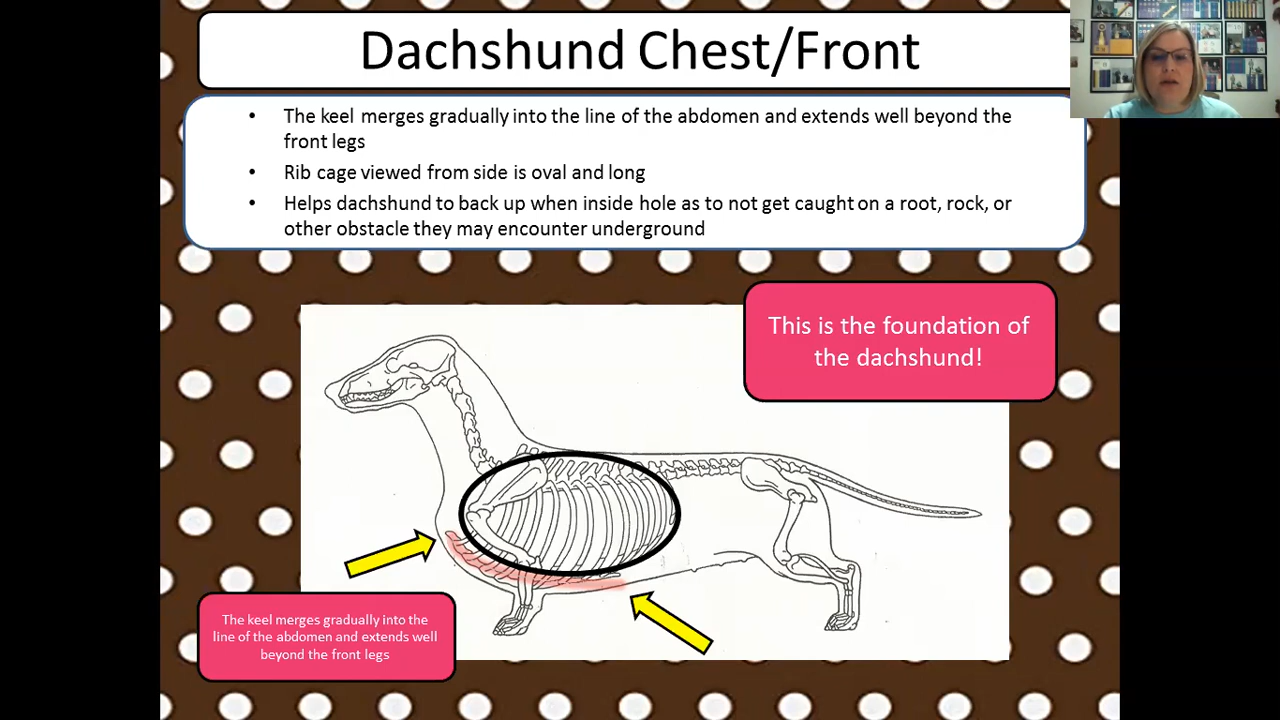 Dachshund Chest/Front
• The keel merges gradually into the line of the abdomen and extends well beyond the
front legs
• Rib cage viewed from side is oval and long
• Helps dachshund to back up when inside hole as to not get caught on a root, rock, or
other obstacle they may encounter underground
This is the foundation of
the dachshund!
The keel merges gradually into the
line of the abdomen and extends well
beyond the front legs